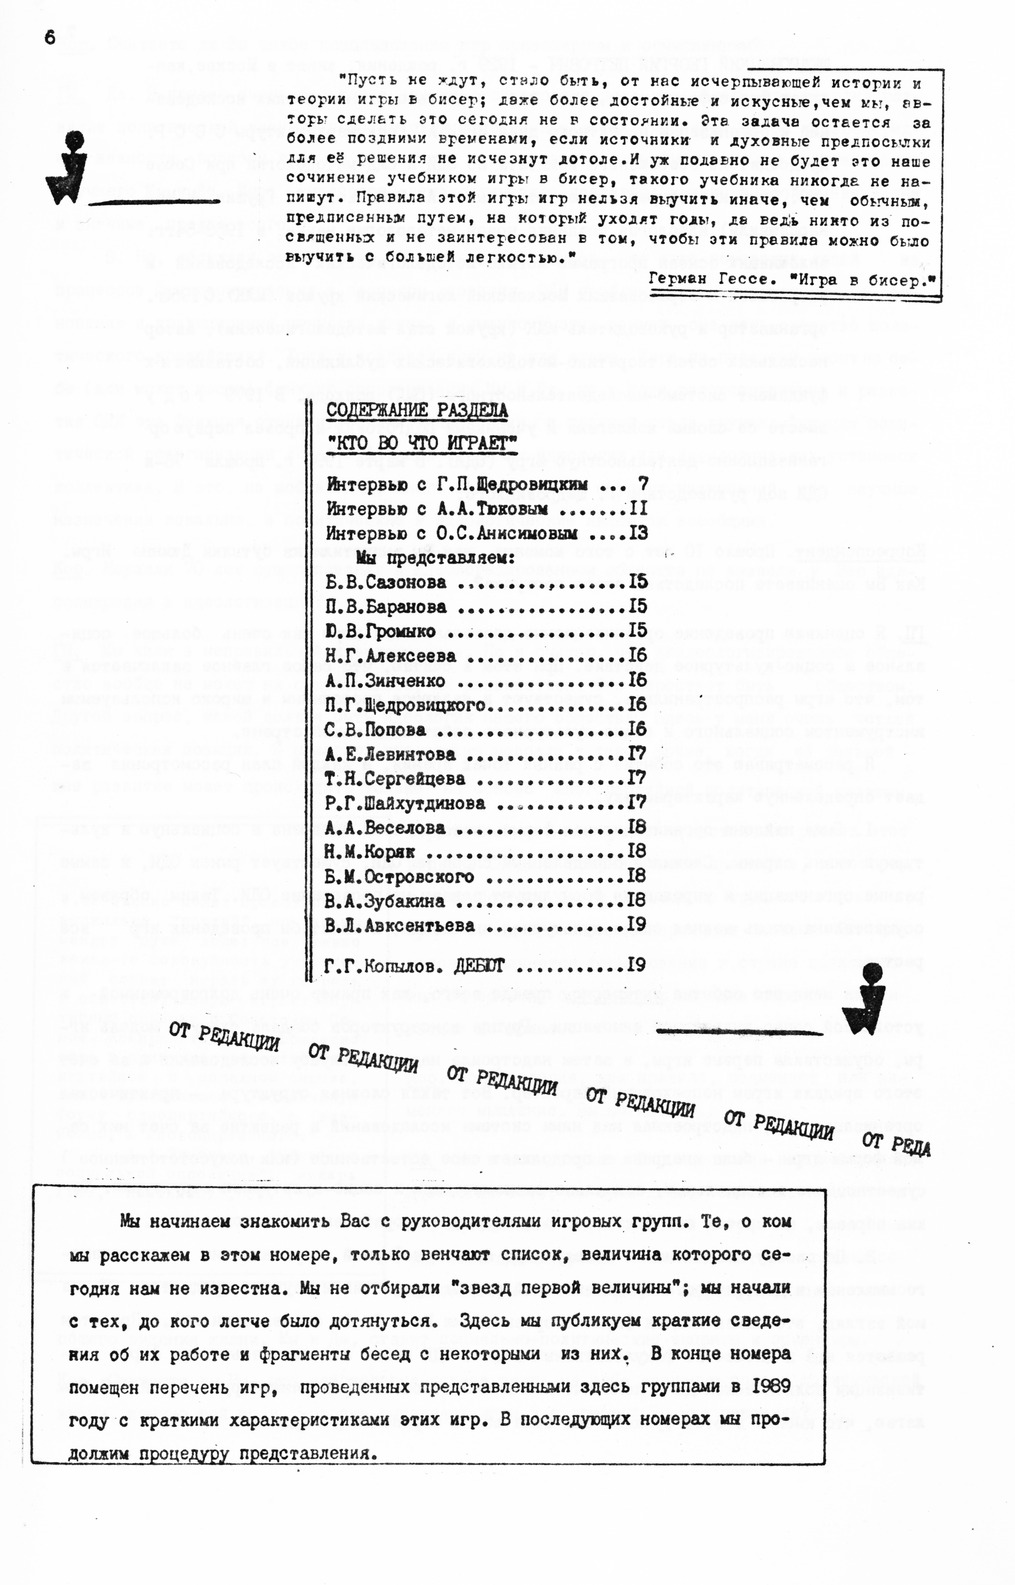 6
"Пусть не ждут, стало быть, от нас исчерпывающей истории и
теории игры в бисер; даже более достойные и искусные,чем мы, ав-
торы сделать это сегодня не в состоянии. Эта задача остается за
более поздними временами, если источники и духовные предпосылки
для её решения не исчезнут дотоле.И уж подавно не будет это наше
сочинение учебником игры в бисер, такого учебника никогда не на-
пишут. Правила этой игры игр нельзя выучить иначе, чем обычным,
предписанным путем, на который уходят годы, да ведь никто из по-
священных и не заинтересован в том, чтобы эти правила можно было
выучить с большей легкостью."
Герман Гессе. "Игра в бисер."
СОДЕРЖАНИЕ РАЗДЕЛА
"КТО ВО ЧТО ИГРАЕТ"
Интервью с Г.П.Щедровицким ... 7
Интервью с А.А.Тюковым .......II
Интервью с О.С.Анисимовым ....I3
Мы представляем:
Б.В.Сазонова ..................I5
П.В.Баранова ..................I5
Ю.В.Громыко ...................I5
Н.Г.Алексеева .................I6
А.П.Зинченко ..................I6
П.Г.Щедровицкого...............I6
С.В.Попова ....................I6
А.Е.Левинтова .................I7
Т.Н.Сергейцева ................I7
Р.Г.Шайхутдинова ..............I7
А.А.Веселова ..................I8
Н.М.Коряк .....................I8
Б.М.Островского ...............I8
В.А.Зубакина ..................I8
В.Л.Авксентьева ...............I9
Г.Г.Копылов. ДЕБЮТ ............I9
ОТ РЕДАКЦИИ ОТ РЕДАКЦИИ ОТ РЕДАКЦИИ ОТ РЕДАКЦИИ ОТ РЕДАКЦИИ ОТ РЕДА
Мы начинаем знакомить Вас с руководителями игровых групп. Те, о ком
мы расскажем в этом номере, только венчают список, величина которого се-
годня нам не известна. Мы не отбирали "звезд первой величины"; мы начали
с тех, до кого легче было дотянуться. Здесь мы публикуем краткие сведе-
ния об их работе и фрагменты бесед с некоторыми из них. В конце номера
помещен перечень игр, проведенных представленными здесь группами в I989
году с краткими характеристиками этих игр. В последующих номерах мы про-
должим процедуру представления.